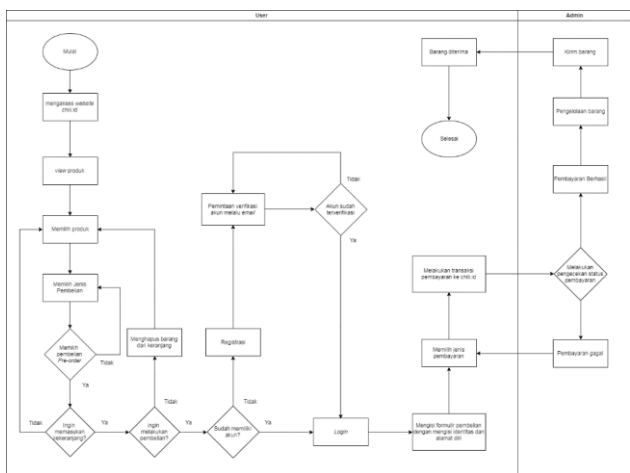 User
Admin
Mulai
mengakses website
chili.id
view produk
Memilih produk
Memilih Jenis
Pembelian
Memilih
pembelian
Pre-order
Tidak
Ya
Ingin
memasukan
kekeranjang?
Tidak
Ya
Menghapus barang
dari keranjang
Tidak
Ingin
melakukan
pembelian?
Ya
Permintaan verifikasi
akun melalui email
Registrasi
Tidak
Sudah memiliki
akun?
Ya
Tidak
Akun sudah
terverifikasi
Ya
Login
Barang diterima
Selesai
Melakukan transaksi
pembayaran ke chili.id
Memilih jenis
pembayaran
Mengisi formulir pembelian
dengan mengisi identitas dan
alamat diri
Kirim barang
Pengelolaan barang
Pembayaran Berhasil
Melakukan
pengecekan status
pembayaran
Pembayaran gagal